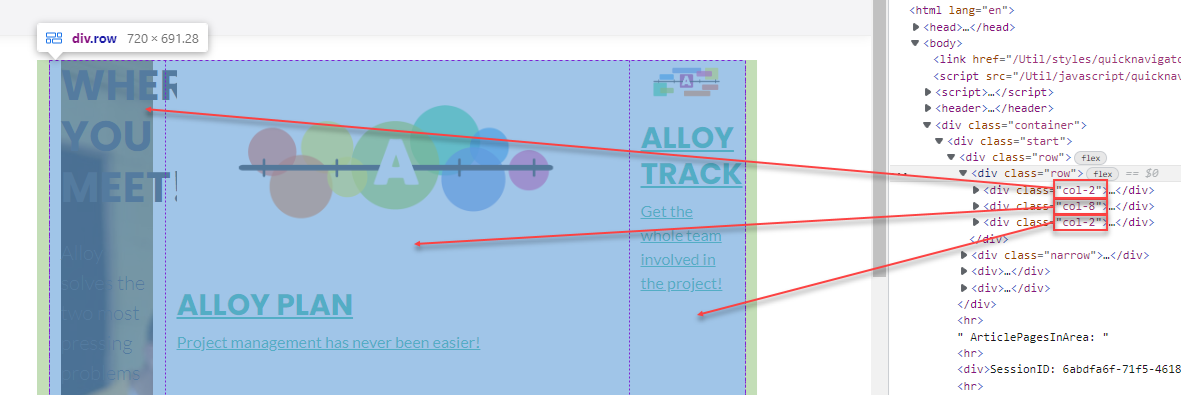 div.row 720 × 691.28
WHER
YOU
MEET!
Alloy
solves the
two most
pressing
problems
A
ALLOY PLAN
Project management has never been easier!
A
ALLOY
TRACK
Get the
whole team
involved in
the project!
<html lang="en">
<head>…</head>
<body>
<link href="/Util/styles/quicknavigato
<script src="/Util/javascript/quickna
<script>…</script>
<header>…</header>
<div class="container">
<div class="start">
<div class="row"> flex
<div class="row"> flex == $0
<div class="col-2">…</div>
<div class="col-8">…</div>
<div class="col-2">…</div>
</div>
<div class="narrow">…</div>
<div>…</div>
<div>…</div>
</div>
<hr>
" ArticlePagesInArea: "
<hr>
<div>SessionID: 6abdfa6f-71f5-4618
<hr>